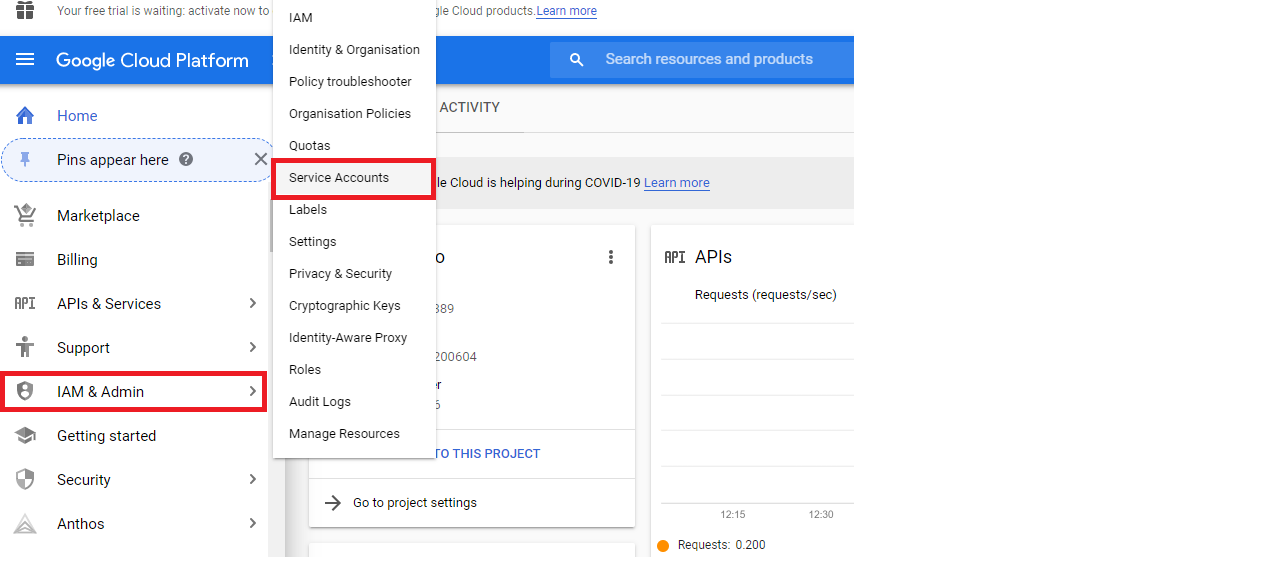 Your free trial is waiting: activate now to
gle Cloud products. Learn more
Google Cloud Platform
Search resources and products
Home
Pins appear here
Marketplace
Billing
API APIs & Services
Support
IAM & Admin
Getting started
Security
Anthos
IAM
Identity & Organisation
Policy troubleshooter
Organisation Policies
Quotas
Service Accounts
Labels
Settings
Privacy & Security
Cryptographic Keys
Identity-Aware Proxy
Roles
Audit Logs
Manage Resources
ACTIVITY
le Cloud is helping during COVID-19 Learn more
o
389
200604
er
6
TO THIS PROJECT
Go to project settings
API APIs
Requests (requests/sec)
12:15 12:30
Requests: 0.200